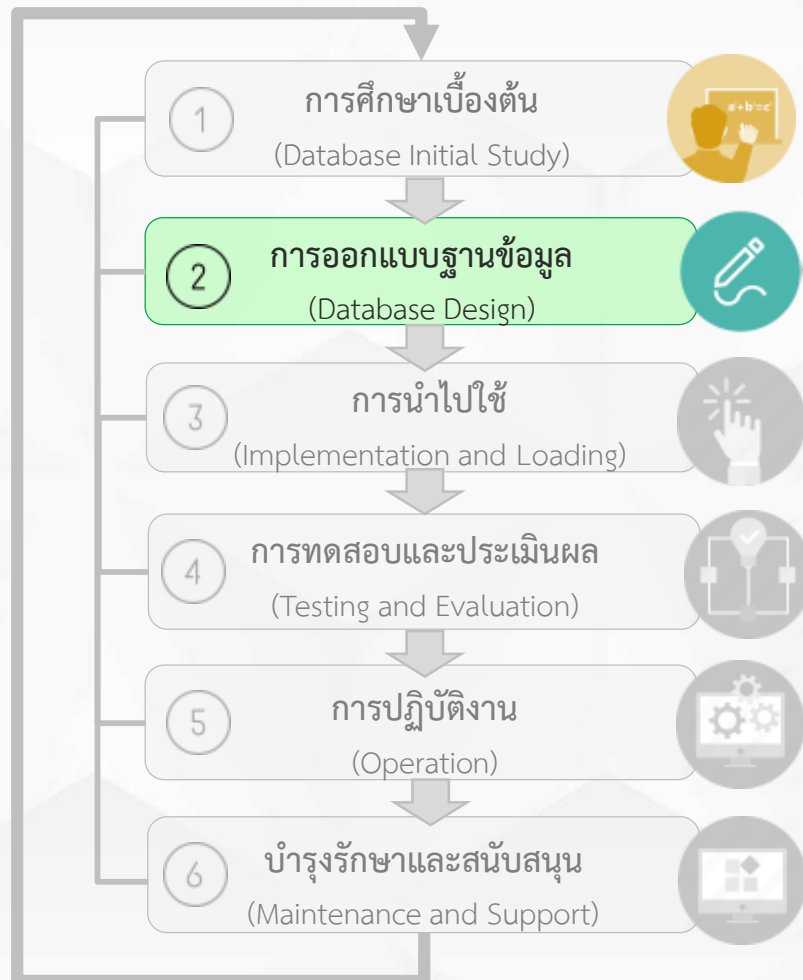 1
การศึกษาเบื้องต้น
(Database Initial Study)
a²+b²=c²
2
การออกแบบฐานข้อมูล
(Database Design)
3
การนำไปใช้
(Implementation and Loading)
4
การทดสอบและประเมินผล
(Testing and Evaluation)
5
การปฏิบัติงาน
(Operation)
6
บำรุงรักษาและสนับสนุน
(Maintenance and Support)